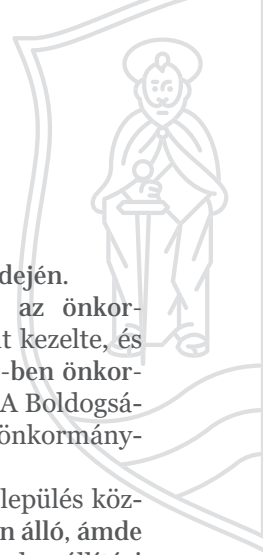 dején.
az önkor-
t kezelte, és
-ben önkor-
A Boldogsá-
önkormány-
lepülés köz-
n álló, ámde